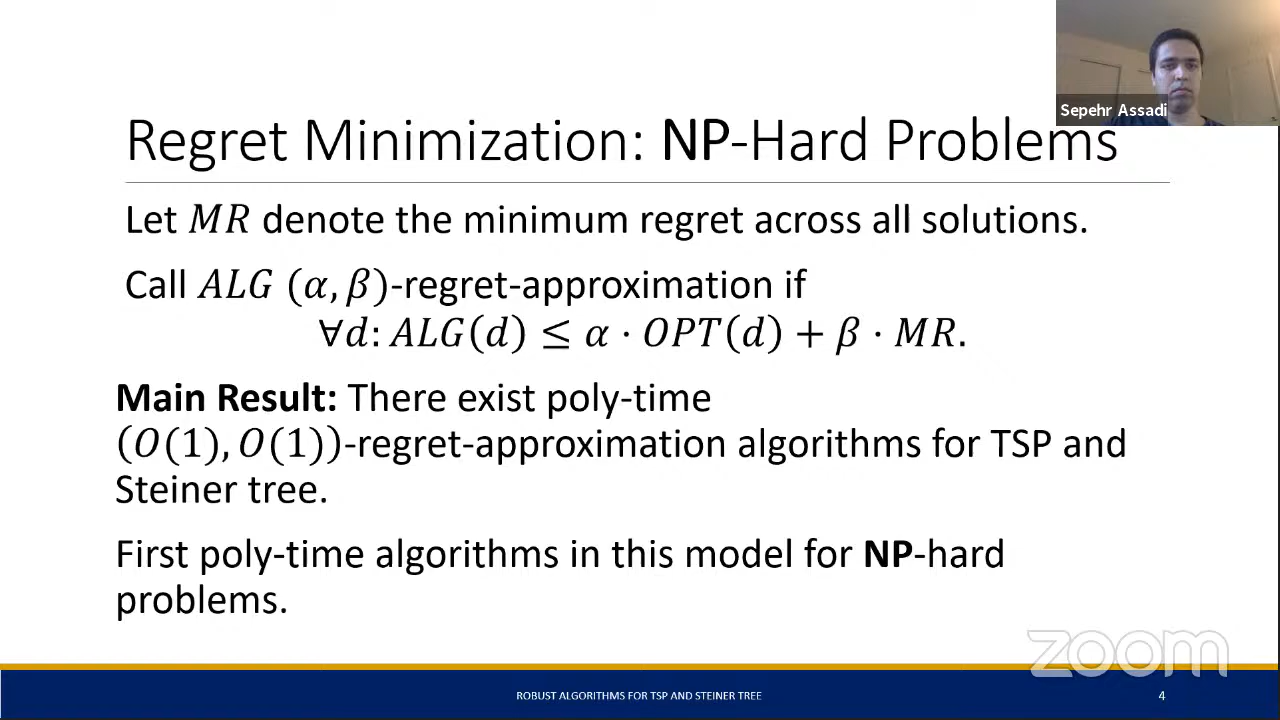 Sepehr Assadi
Regret Minimization: NP-Hard Problems
Let MR denote the minimum regret across all solutions.
Call ALG (α, β)-regret-approximation if
∀d: ALG(d) ≤ α · OPT(d) + β · MR.
Main Result: There exist poly-time
(O(1), O(1))-regret-approximation algorithms for TSP and
Steiner tree.
First poly-time algorithms in this model for NP-hard
problems.
zoom
ROBUST ALGORITHMS FOR TSP AND STEINER TREE
4